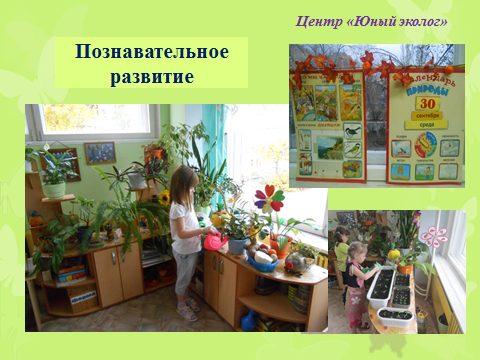 Центр «Юный эколог»
Познавательное
развитие
КАЛЕНДАРЬ
ПРИРОДЫ
30
сентября
среда